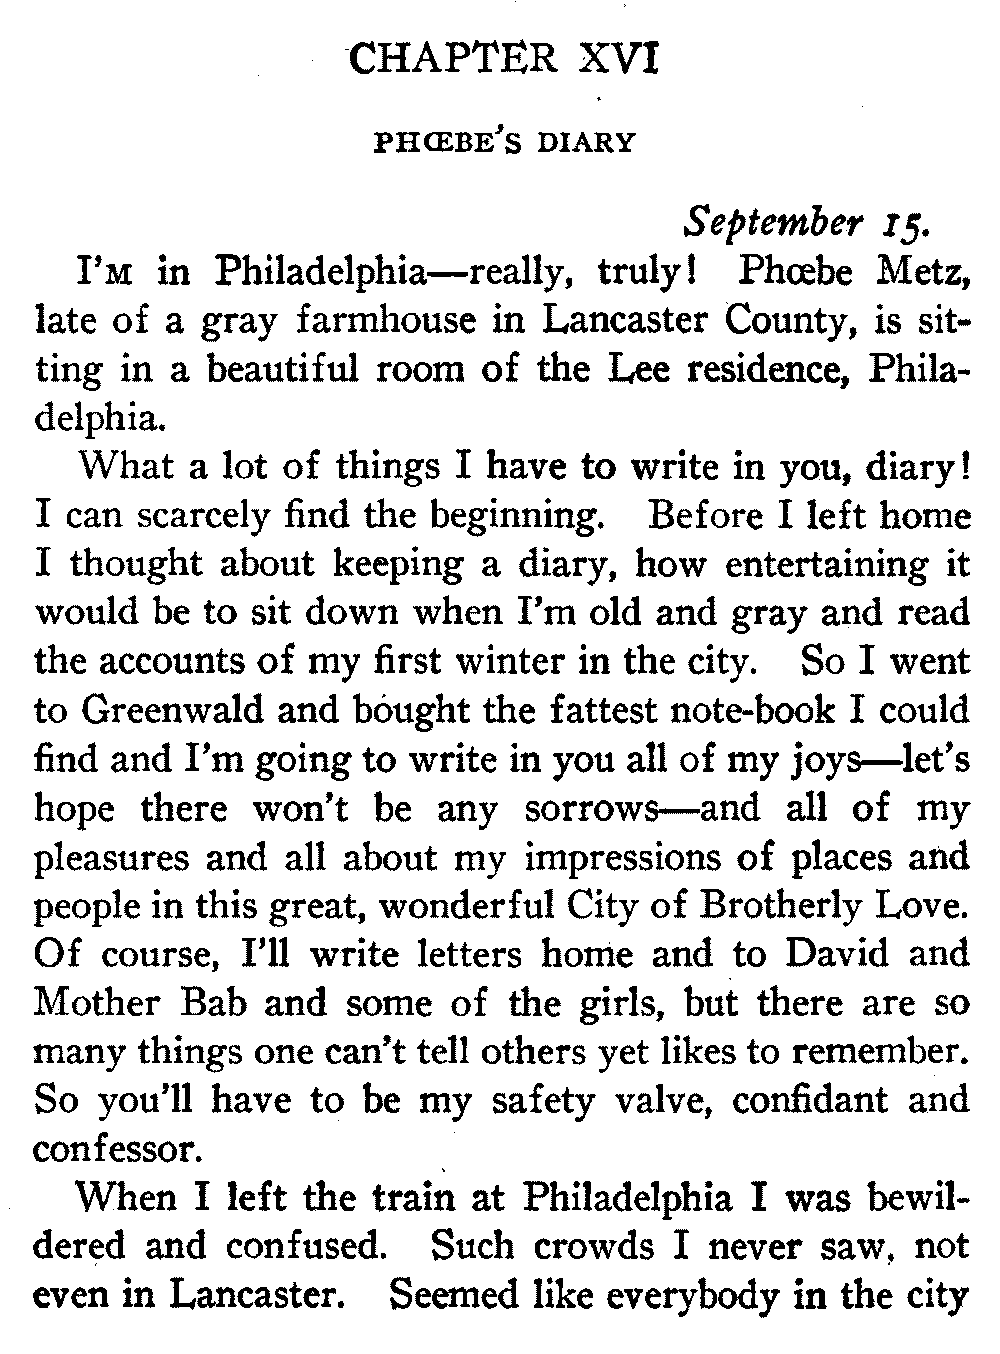 CHAPTER XVI
PHŒBE'S DIARY
September 15.
I'M in Philadelphia—really, truly! Phœbe Metz,
late of a gray farmhouse in Lancaster County, is sit-
ting in a beautiful room of the Lee residence, Phila-
delphia.
What a lot of things I have to write in you, diary!
I can scarcely find the beginning. Before I left home
I thought about keeping a diary, how entertaining it
would be to sit down when I'm old and gray and read
the accounts of my first winter in the city. So I went
to Greenwald and bought the fattest note-book I could
find and I'm going to write in you all of my joys—let's
hope there won't be any sorrows—and all of my
pleasures and all about my impressions of places and
people in this great, wonderful City of Brotherly Love.
Of course, I'll write letters home and to David and
Mother Bab and some of the girls, but there are so
many things one can't tell others yet likes to remember.
So you'll have to be my safety valve, confidant and
confessor.
When I left the train at Philadelphia I was bewil-
dered and confused. Such crowds I never saw, not
even in Lancaster. Seemed like everybody in the city